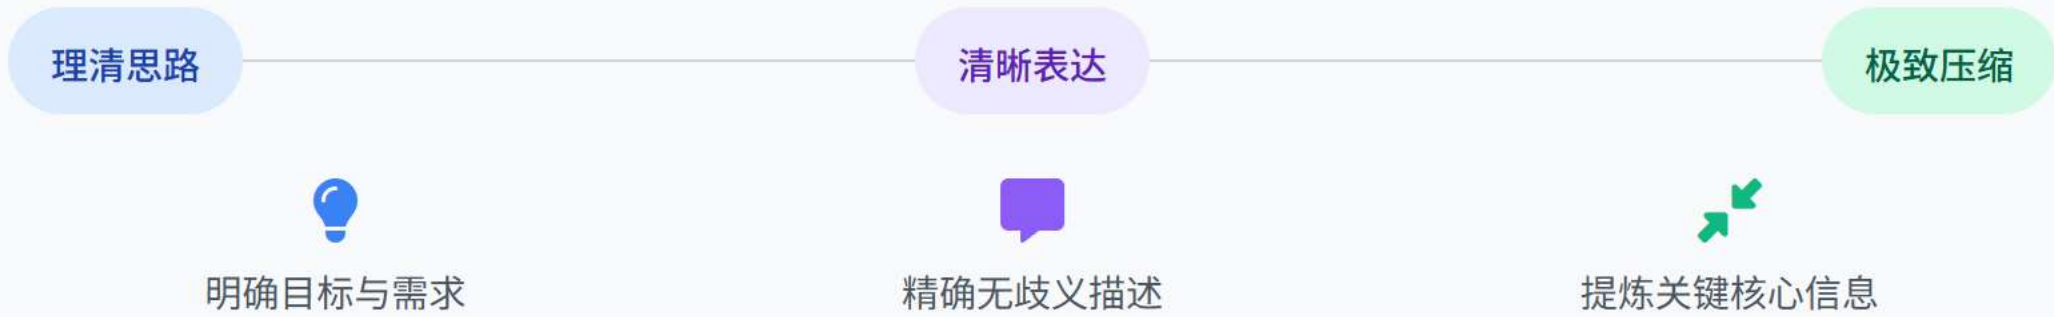 理清思路
清晰表达
极致压缩
明确目标与需求
精确无歧义描述
提炼关键核心信息